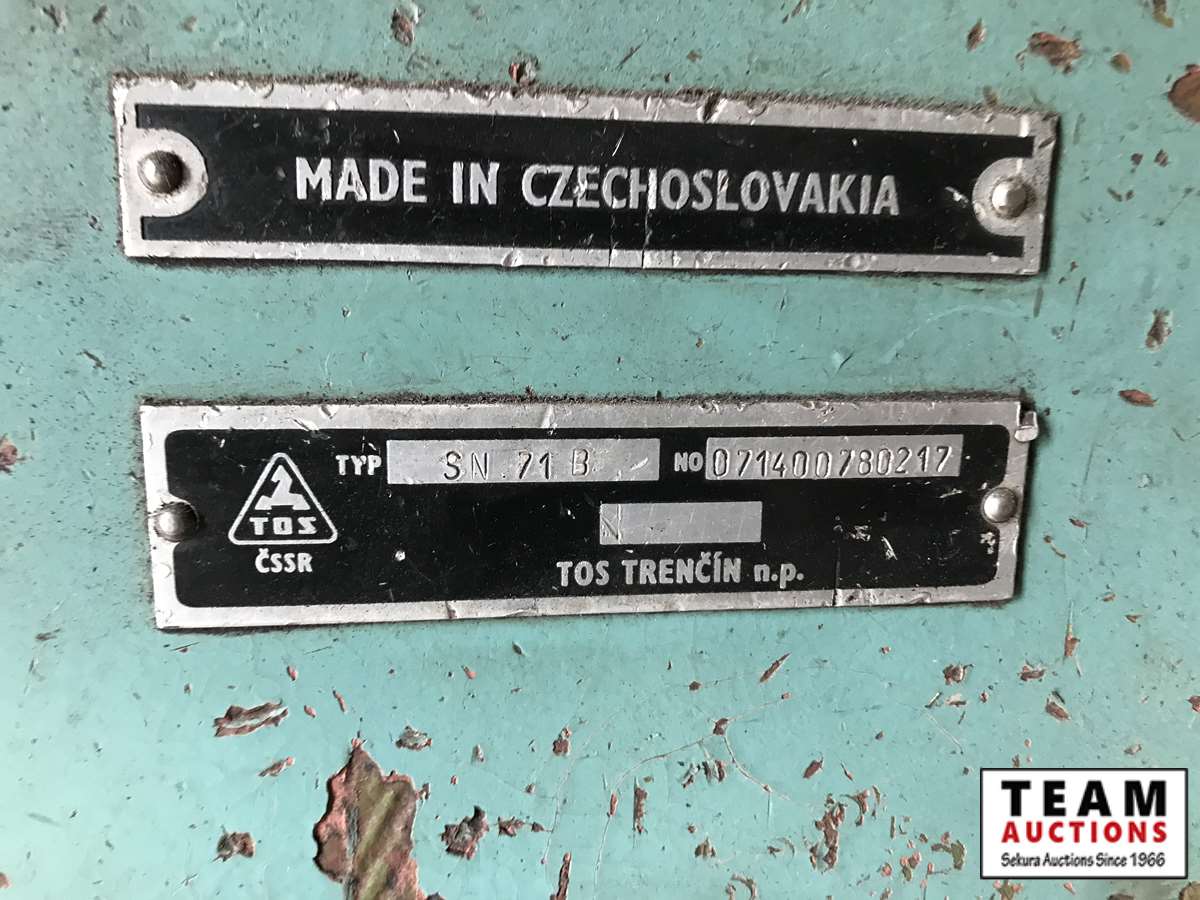 MADE IN CZECHOSLOVAKIA
TYP SN 71 B NO 071400780217
TOS
ČSSR
N
TOS TRENČÍN n.p.
TEAM
AUCTIONS
Sekura Auctions Since 1966